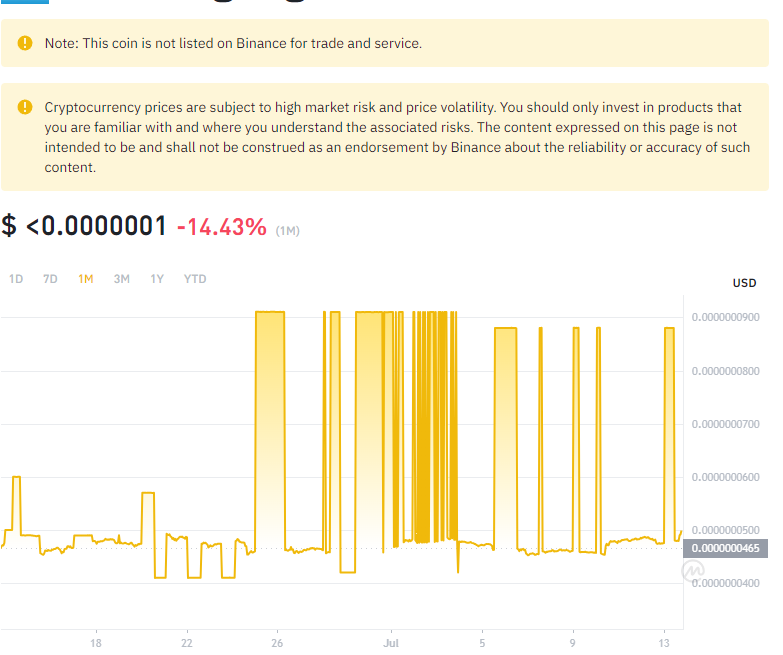 Note: This coin is not listed on Binance for trade and service.
Cryptocurrency prices are subject to high market risk and price volatility. You should only invest in products that
you are familiar with and where you understand the associated risks. The content expressed on this page is not
intended to be and shall not be construed as an endorsement by Binance about the reliability or accuracy of such
content.
$ <0.0000001 -14.43% (1M)
1D 7D 1M 3M 1Y YTD
USD
0.0000000900
0.0000000800
0.0000000700
0.0000000600
0.0000000500
0.0000000465
0.0000000400
18 22 26 Jul 5 9 13